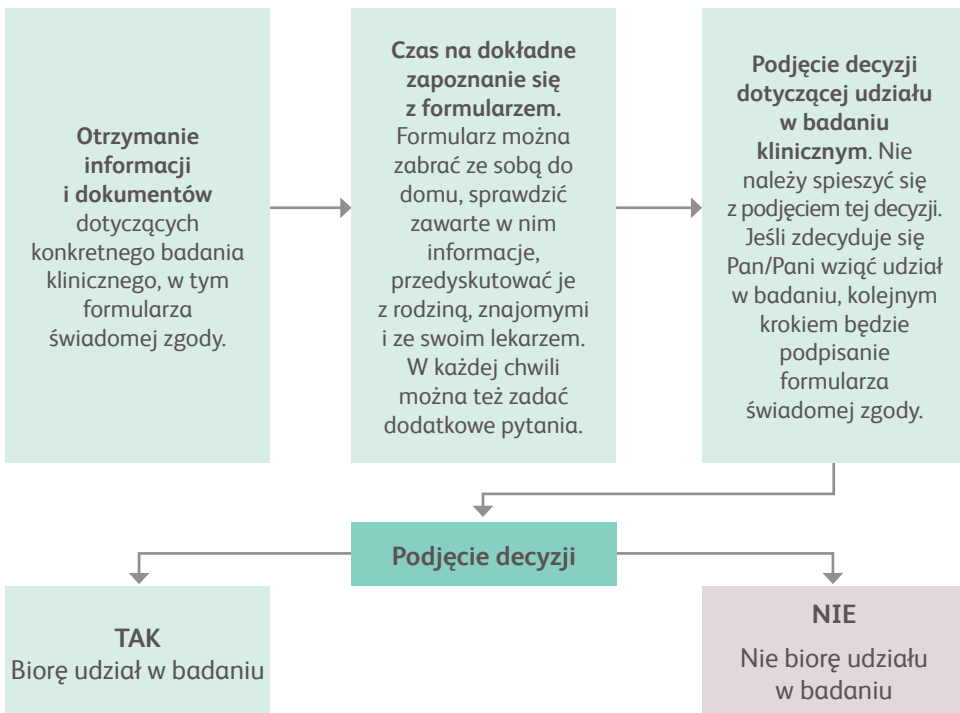 Otrzymanie
informacji
i dokumentów
dotyczących
konkretnego badania
klinicznego, w tym
formularza
świadomej zgody.
Czas na dokładne
zapoznanie się
z formularzem.
Formularz można
zabrać ze sobą do
domu, sprawdzić
zawarte w nim
informacje,
przedyskutować je
z rodziną, znajomymi
i ze swoim lekarzem.
W każdej chwili
można też zadać
dodatkowe pytania.
Podjęcie decyzji
dotyczącej udziału
w badaniu
klinicznym. Nie
należy spieszyć się
z podjęciem tej decyzji.
Jeśli zdecyduje się
Pan/Pani wziąć udział
w badaniu, kolejnym
krokiem będzie
podpisanie
formularza
świadomej zgody.
Podjęcie decyzji
TAK
Biorę udział w badaniu
NIE
Nie biorę udziału
w badaniu